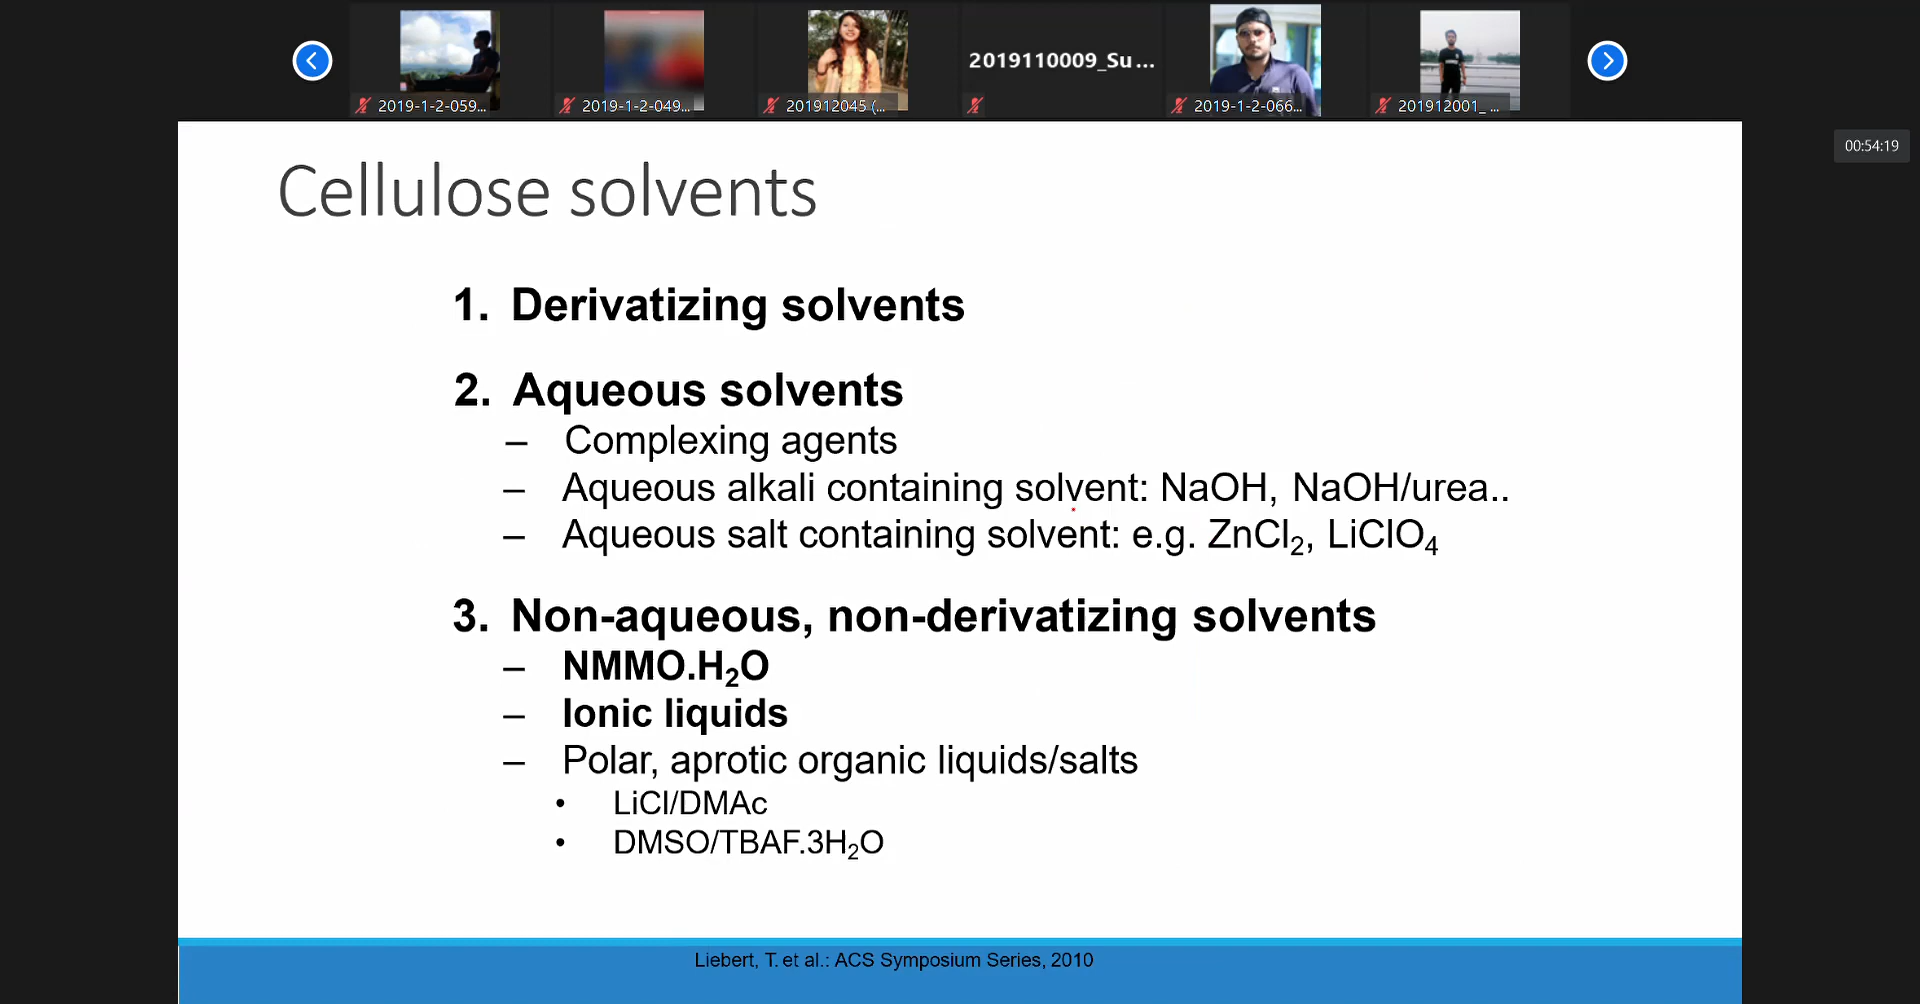 2019-1-2-059...
2019-1-2-049...
201912045 (...
2019110009_Su...
2019-1-2-066...
201912001_ ...
00:54:19
Cellulose solvents
1. Derivatizing solvents
2. Aqueous solvents
– Complexing agents
– Aqueous alkali containing solvent: NaOH, NaOH/urea..
– Aqueous salt containing solvent: e.g. ZnCl₂, LiClO₄
3. Non-aqueous, non-derivatizing solvents
– NMMO.H₂O
– Ionic liquids
– Polar, aprotic organic liquids/salts
• LiCl/DMAc
• DMSO/TBAF.3H₂O
Liebert, T. et al.: ACS Symposium Series, 2010